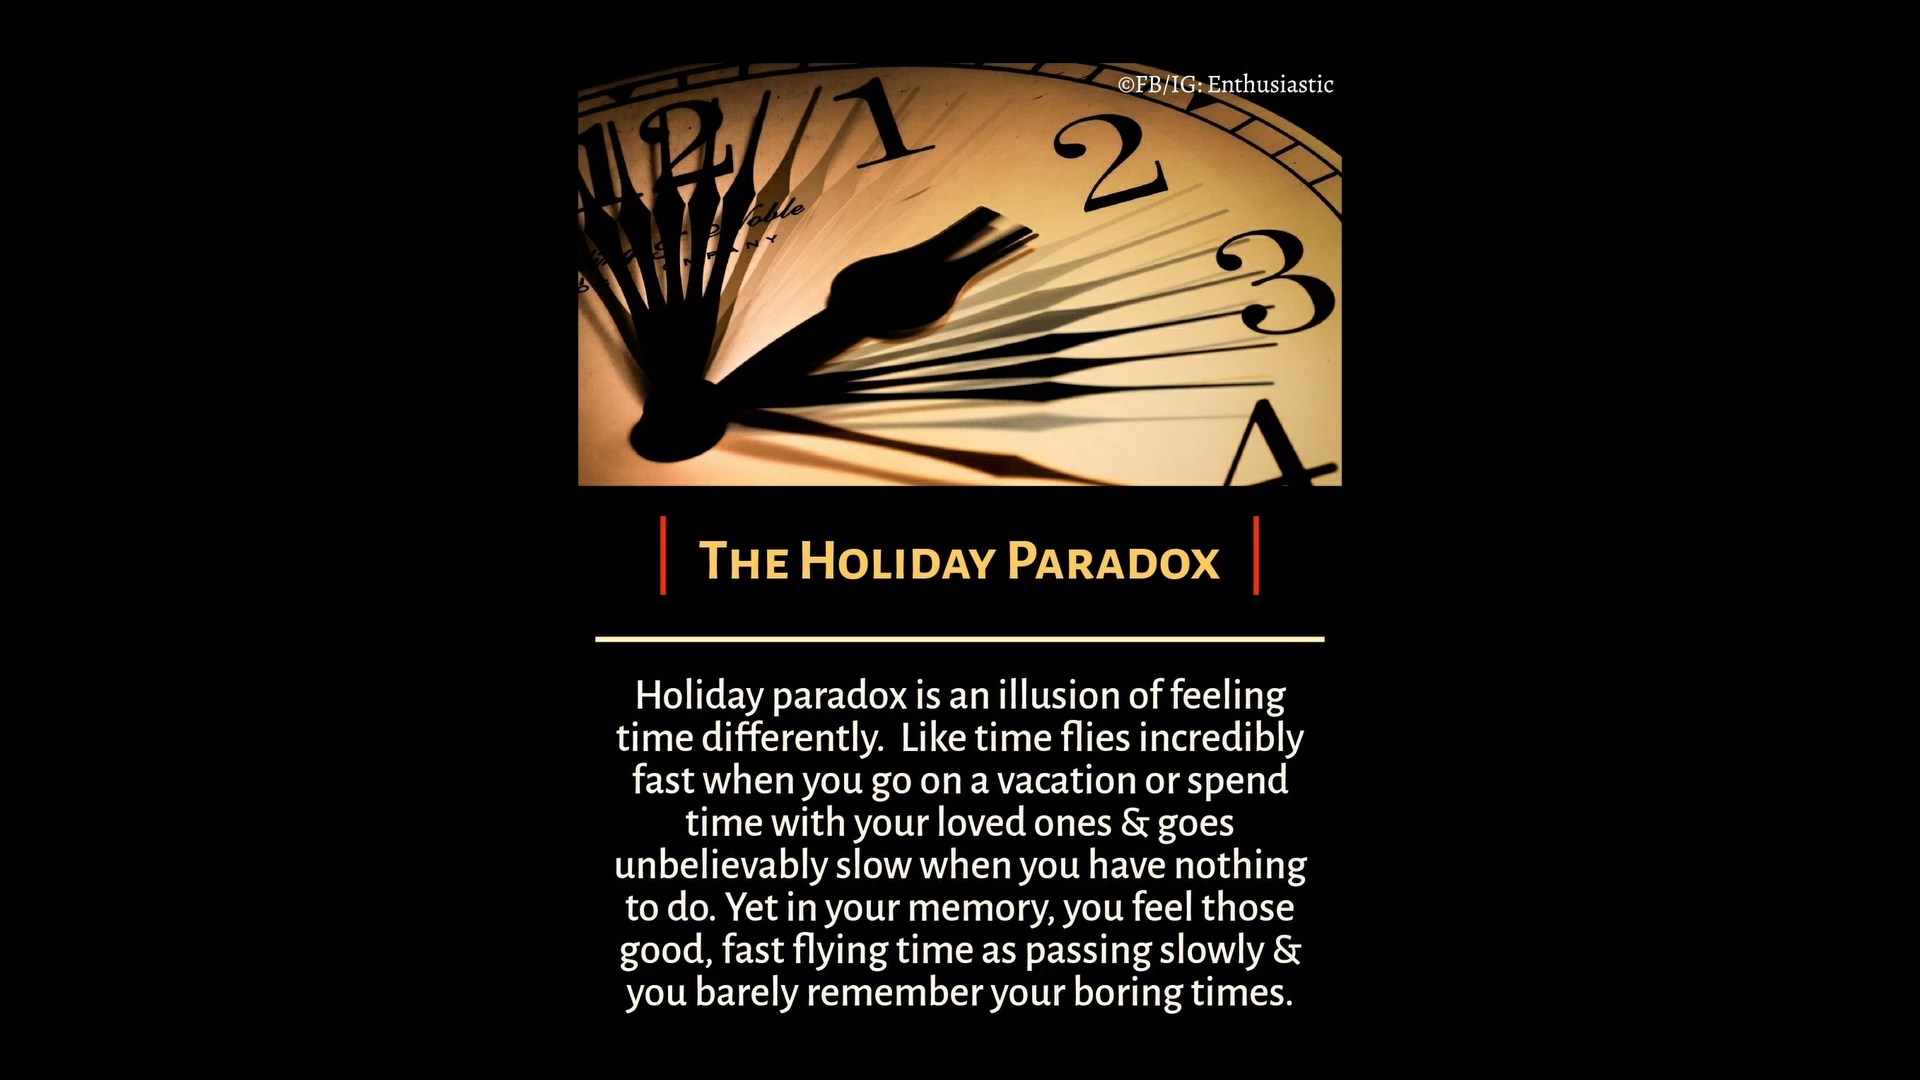 ©FB/IG: Enthusiastic
12
1
2
3
4
The Holiday Paradox
Holiday paradox is an illusion of feeling
time differently.  Like time flies incredibly
fast when you go on a vacation or spend
time with your loved ones & goes
unbelievably slow when you have nothing
to do. Yet in your memory, you feel those
good, fast flying time as passing slowly &
you barely remember your boring times.